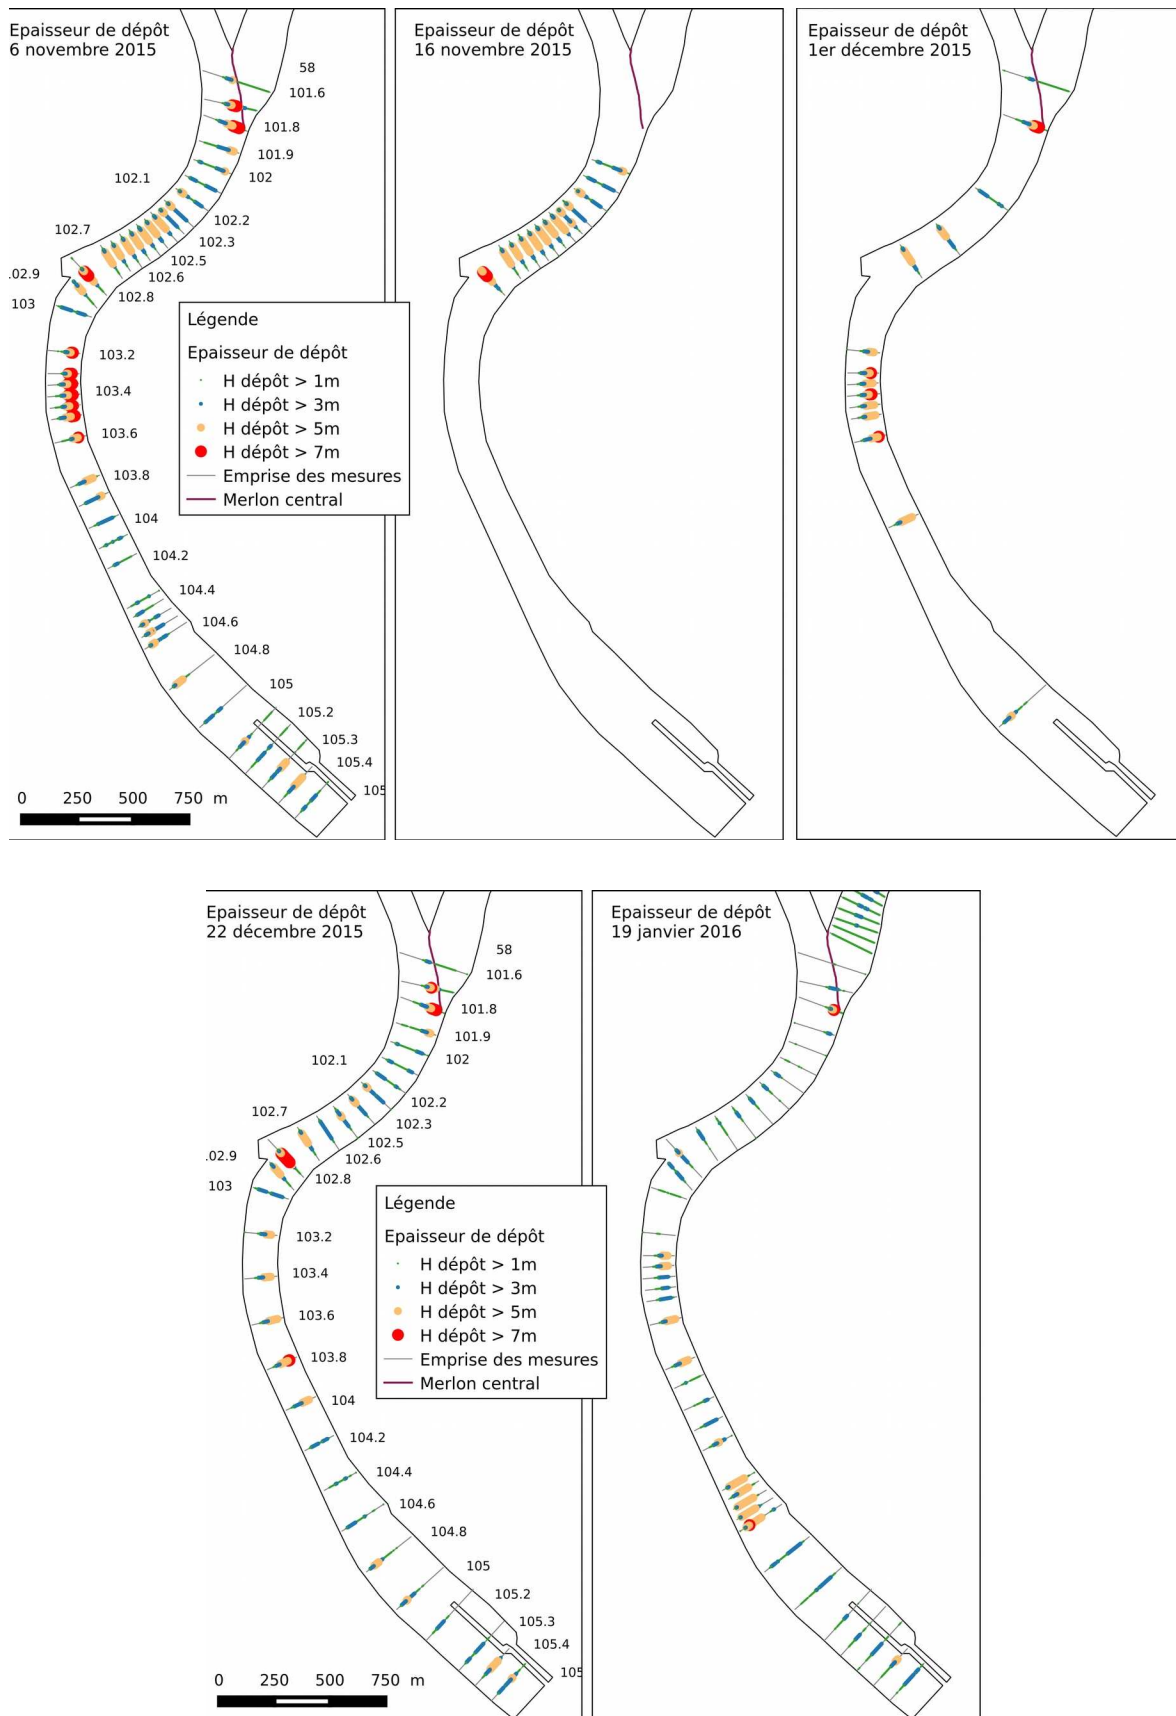 Epaisseur de dépôt
6 novembre 2015
Epaisseur de dépôt
16 novembre 2015
Epaisseur de dépôt
1er décembre 2015
58
101.6
101.8
101.9
102
102.1
102.2
102.3
102.5
102.6
102.7
102.8
.02.9
103
103.2
103.4
103.6
103.8
104
104.2
104.4
104.6
104.8
105
105.2
105.3
105.4
105
Légende
Epaisseur de dépôt
H dépôt > 1m
H dépôt > 3m
H dépôt > 5m
H dépôt > 7m
Emprise des mesures
Merlon central
0 250 500 750 m
Epaisseur de dépôt
22 décembre 2015
Epaisseur de dépôt
19 janvier 2016
58
101.6
101.8
101.9
102
102.1
102.2
102.3
102.5
102.6
102.7
102.8
.02.9
103
103.2
103.4
103.6
103.8
104
104.2
104.4
104.6
104.8
105
105.2
105.3
105.4
105
Légende
Epaisseur de dépôt
H dépôt > 1m
H dépôt > 3m
H dépôt > 5m
H dépôt > 7m
Emprise des mesures
Merlon central
0 250 500 750 m